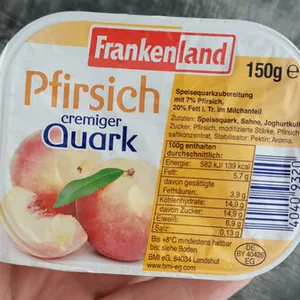 Frankenland
150g e
Pfirsich
cremiger
Quark
Speisequarkzubereitung
mit 7% Pfirsich,
20% Fett i. Tr. im Milchanteil
Zutaten: Speisequark, Sahne, Joghurtkult
Zucker, Pfirsich, modifizierte Stärke, Pfirsich
saftkonzentrat, Stabilisator: Pektin; Aroma.
100g enthalten
durchschnittlich:
Energie: 582 kJ/139 kcal
Fett: 5,7 g
davon gesättigte
Fettsäuren: 3,9 g
Kohlenhydrate: 14,9 g
davon Zucker: 14,9 g
Eiweiß: 6,9 g
Salz: 0,13 g
Bis +8°C mindestens haltbar
bis: siehe Boden
BMI eG, 84034 Landshut
www.bmi-eg.com
DE
BY 40426
EG